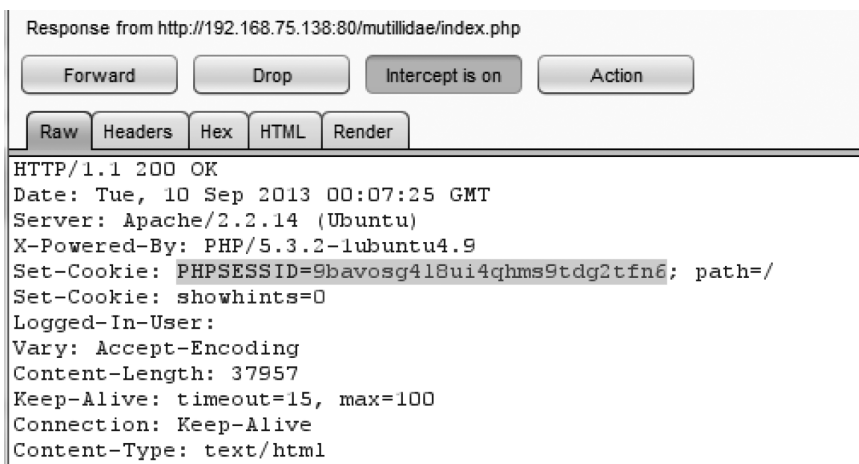 Response from http://192.168.75.138:80/mutillidae/index.php
Forward Drop Intercept is on Action
Raw Headers Hex HTML Render
HTTP/1.1 200 OK
Date: Tue, 10 Sep 2013 00:07:25 GMT
Server: Apache/2.2.14 (Ubuntu)
X-Powered-By: PHP/5.3.2-1ubuntu4.9
Set-Cookie: PHPSESSID=9bavosg4l8ui4qhms9tdg2tfn6; path=/
Set-Cookie: showhints=0
Logged-In-User:
Vary: Accept-Encoding
Content-Length: 37957
Keep-Alive: timeout=15, max=100
Connection: Keep-Alive
Content-Type: text/html